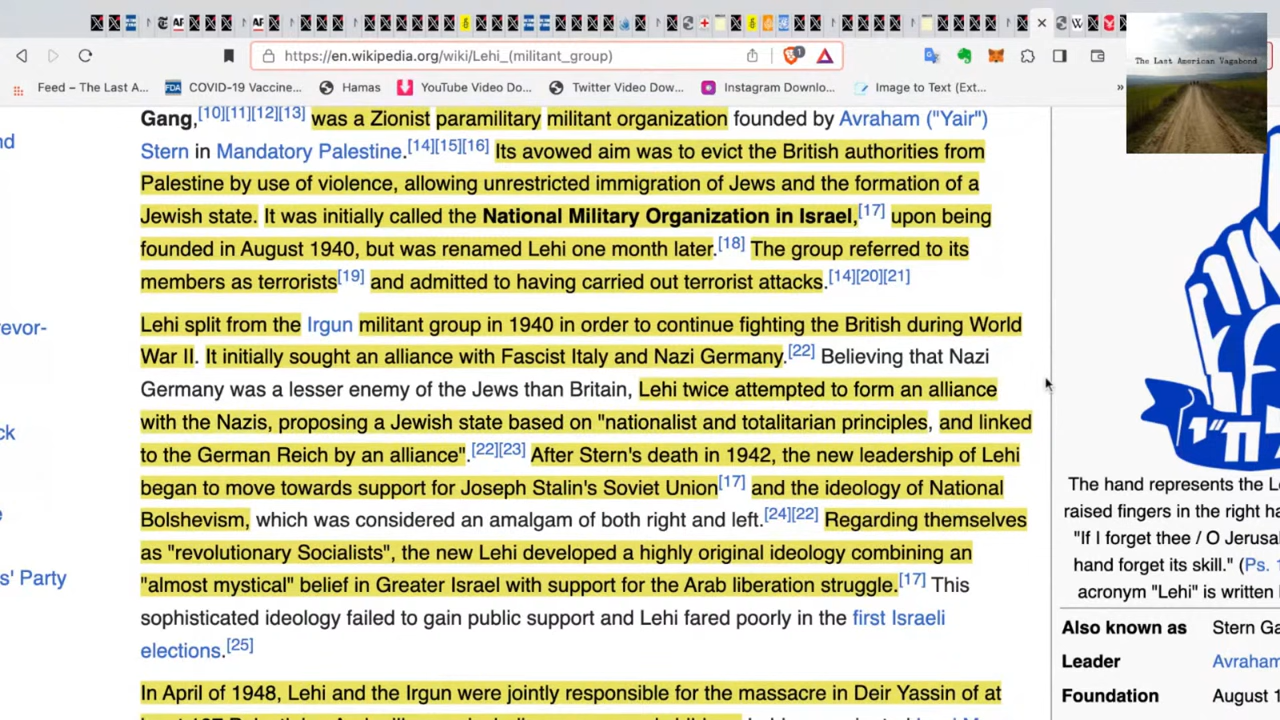 https://en.wikipedia.org/wiki/Lehi_(militant_group)
The Last American Vagabond
Feed – The Last A... COVID-19 Vaccine... Hamas YouTube Video Do... Twitter Video Dow... Instagram Downlo... Image to Text (Ext... »
Gang,[10][11][12][13] was a Zionist paramilitary militant organization founded by Avraham ("Yair")
Stern in Mandatory Palestine.[14][15][16] Its avowed aim was to evict the British authorities from
Palestine by use of violence, allowing unrestricted immigration of Jews and the formation of a
Jewish state. It was initially called the National Military Organization in Israel,[17] upon being
founded in August 1940, but was renamed Lehi one month later.[18] The group referred to its
members as terrorists[19] and admitted to having carried out terrorist attacks.[14][20][21]
Lehi split from the Irgun militant group in 1940 in order to continue fighting the British during World
War II. It initially sought an alliance with Fascist Italy and Nazi Germany.[22] Believing that Nazi
Germany was a lesser enemy of the Jews than Britain, Lehi twice attempted to form an alliance
with the Nazis, proposing a Jewish state based on "nationalist and totalitarian principles, and linked
to the German Reich by an alliance".[22][23] After Stern's death in 1942, the new leadership of Lehi
began to move towards support for Joseph Stalin's Soviet Union[17] and the ideology of National
Bolshevism, which was considered an amalgam of both right and left.[24][22] Regarding themselves
as "revolutionary Socialists", the new Lehi developed a highly original ideology combining an
"almost mystical" belief in Greater Israel with support for the Arab liberation struggle.[17] This
sophisticated ideology failed to gain public support and Lehi fared poorly in the first Israeli
elections.[25]
In April of 1948, Lehi and the Irgun were jointly responsible for the massacre in Deir Yassin of at
nd
revor-
ck
s' Party
The hand represents the Le
raised fingers in the right ha
"If I forget thee / O Jerusa
hand forget its skill." (Ps. 1
acronym "Lehi" is written
Also known as Stern Ga
Leader Avraham
Foundation August 1